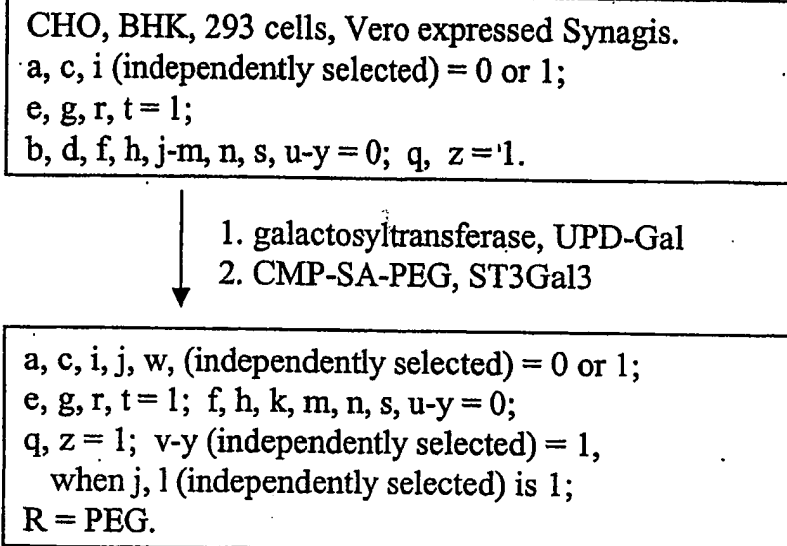 CHO, BHK, 293 cells, Vero expressed Synagis.
a, c, i (independently selected) = 0 or 1;
e, g, r, t = 1;
b, d, f, h, j-m, n, s, u-y = 0; q, z = 1.
1. galactosyltransferase, UPD-Gal
2. CMP-SA-PEG, ST3Gal3
a, c, i, j, w, (independently selected) = 0 or 1;
e, g, r, t = 1; f, h, k, m, n, s, u-y = 0;
q, z = 1; v-y (independently selected) = 1,
when j, l (independently selected) is 1;
R = PEG.